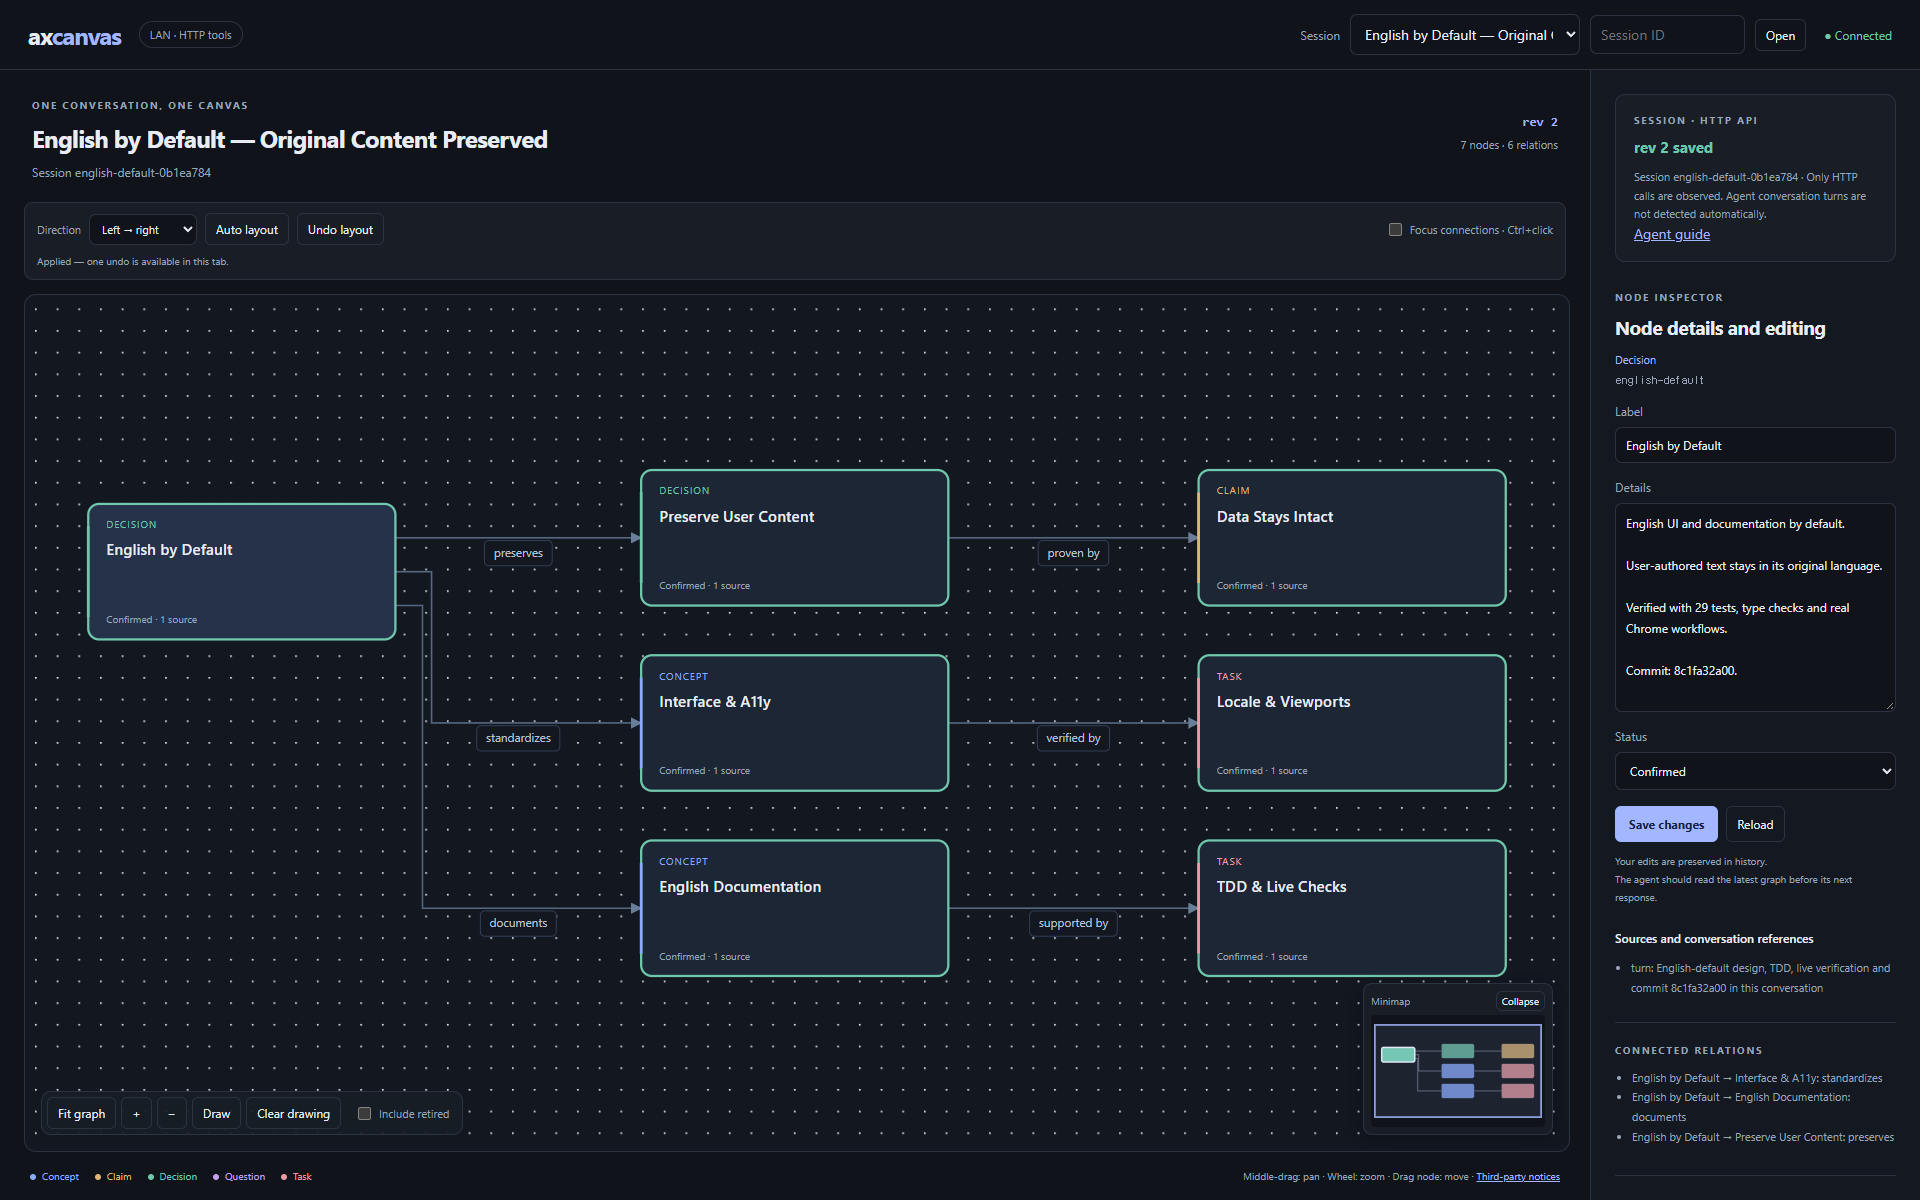 axcanvas
LAN · HTTP tools
Session
English by Default — Original
Session ID
Open
Connected
ONE CONVERSATION, ONE CANVAS
English by Default — Original Content Preserved
Session english-default-0b1ea784
rev 2
7 nodes · 6 relations
Direction
Left → right
Auto layout
Undo layout
Focus connections · Ctrl+click
Applied — one undo is available in this tab.
DECISION
English by Default
Confirmed · 1 source
preserves
standardizes
documents
DECISION
Preserve User Content
Confirmed · 1 source
CONCEPT
Interface & A11y
Confirmed · 1 source
CONCEPT
English Documentation
Confirmed · 1 source
proven by
verified by
supported by
CLAIM
Data Stays Intact
Confirmed · 1 source
TASK
Locale & Viewports
Confirmed · 1 source
TASK
TDD & Live Checks
Confirmed · 1 source
Minimap
Collapse
Fit graph
+
−
Draw
Clear drawing
Include retired
Concept
Claim
Decision
Question
Task
Middle-drag: pan · Wheel: zoom · Drag node: move · Third-party notices
SESSION · HTTP API
rev 2 saved
Session english-default-0b1ea784 · Only HTTP
calls are observed. Agent conversation turns are
not detected automatically.
Agent guide
NODE INSPECTOR
Node details and editing
Decision
english-default
Label
English by Default
Details
English UI and documentation by default.
User-authored text stays in its original language.
Verified with 29 tests, type checks and real
Chrome workflows.
Commit: 8c1fa32a00.
Status
Confirmed
Save changes
Reload
Your edits are preserved in history.
The agent should read the latest graph before its next
response.
Sources and conversation references
turn: English-default design, TDD, live verification and
commit 8c1fa32a00 in this conversation
CONNECTED RELATIONS
English by Default → Interface & A11y: standardizes
English by Default → English Documentation:
documents
English by Default → Preserve User Content: preserves